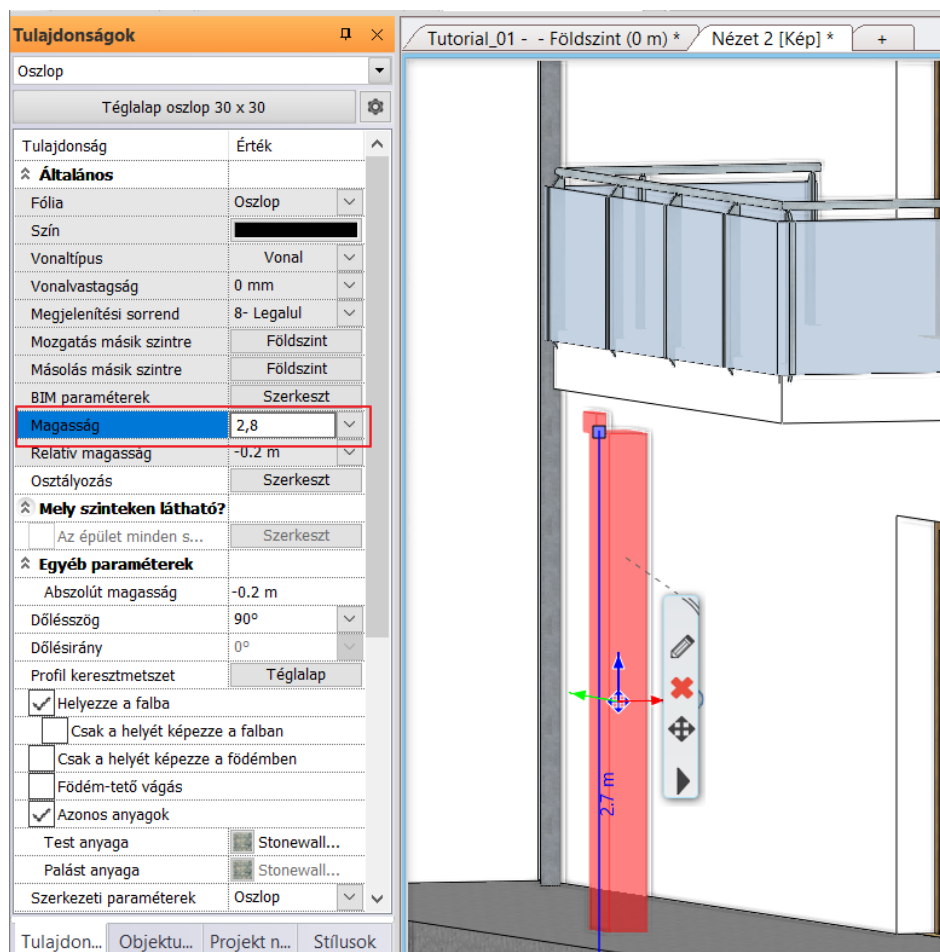 Tulajdonságok
Oszlop
Téglalap oszlop 30 x 30
Tulajdonság Érték
Általános
Fólia Oszlop
Szín
Vonaltípus Vonal
Vonalvastagság 0 mm
Megjelenítési sorrend 8- Legalul
Mozgatás másik szintre Földszint
Másolás másik szintre Földszint
BIM paraméterek Szerkeszt
Magasság 2,8
Relatív magasság -0.2 m
Osztályozás Szerkeszt
Mely szinteken látható?
Az épület minden s... Szerkeszt
Egyéb paraméterek
Abszolút magasság -0.2 m
Dőlésszög 90°
Dőlésirány 0°
Profil keresztmetszet Téglalap
Helyezze a falba
Csak a helyét képezze a falban
Csak a helyét képezze a födémben
Födém-tető vágás
Azonos anyagok
Test anyaga Stonewall...
Palást anyaga Stonewall...
Szerkezeti paraméterek Oszlop
Tulajdon... Objektu... Projekt n... Stílusok
Tutorial_01 - - Földszint (0 m) * Nézet 2 [Kép] * +
2.7 m